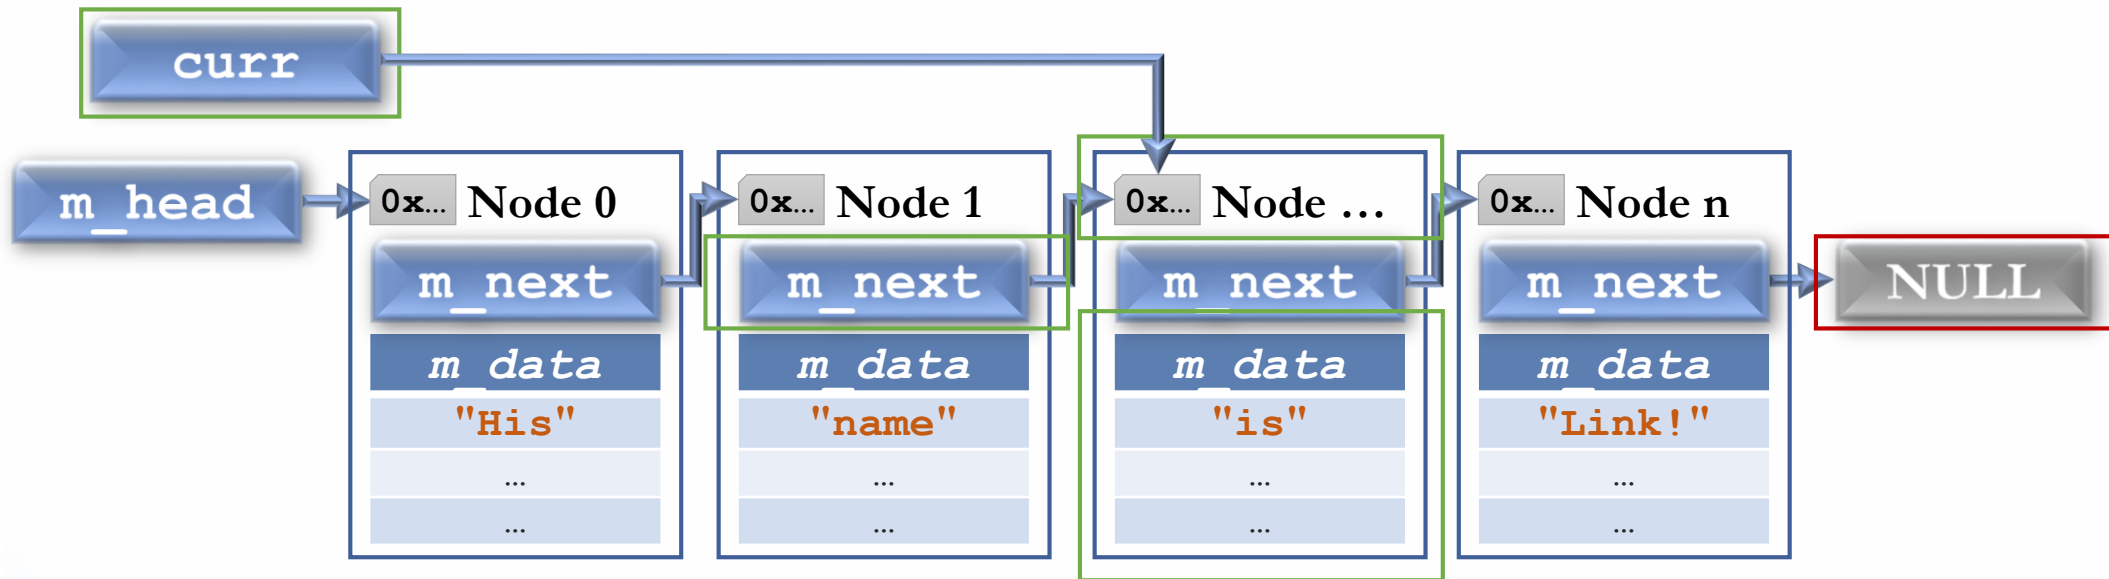 curr
m_head
0x... Node 0
0x... Node 1
0x... Node ...
0x... Node n
m_next
m_next
m_next
m_next
NULL
m_data
m_data
m_data
m_data
"His"
"name"
"is"
"Link!"
...
...
...
...
...
...
...
...